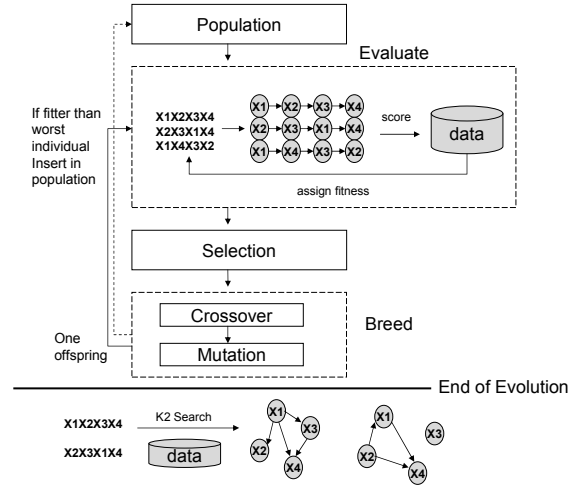 Population
Evaluate
If fitter than
worst
individual
Insert in
population
X1X2X3X4
X2X3X1X4
X1X4X3X2
X1 X2 X3 X4
X2 X3 X1 X4
X1 X4 X3 X2
score
data
assign fitness
Selection
Crossover
Mutation
Breed
One
offspring
End of Evolution
X1X2X3X4
K2 Search
X2X3X1X4
data
X1
X3
X2
X4
X1
X3
X2
X4